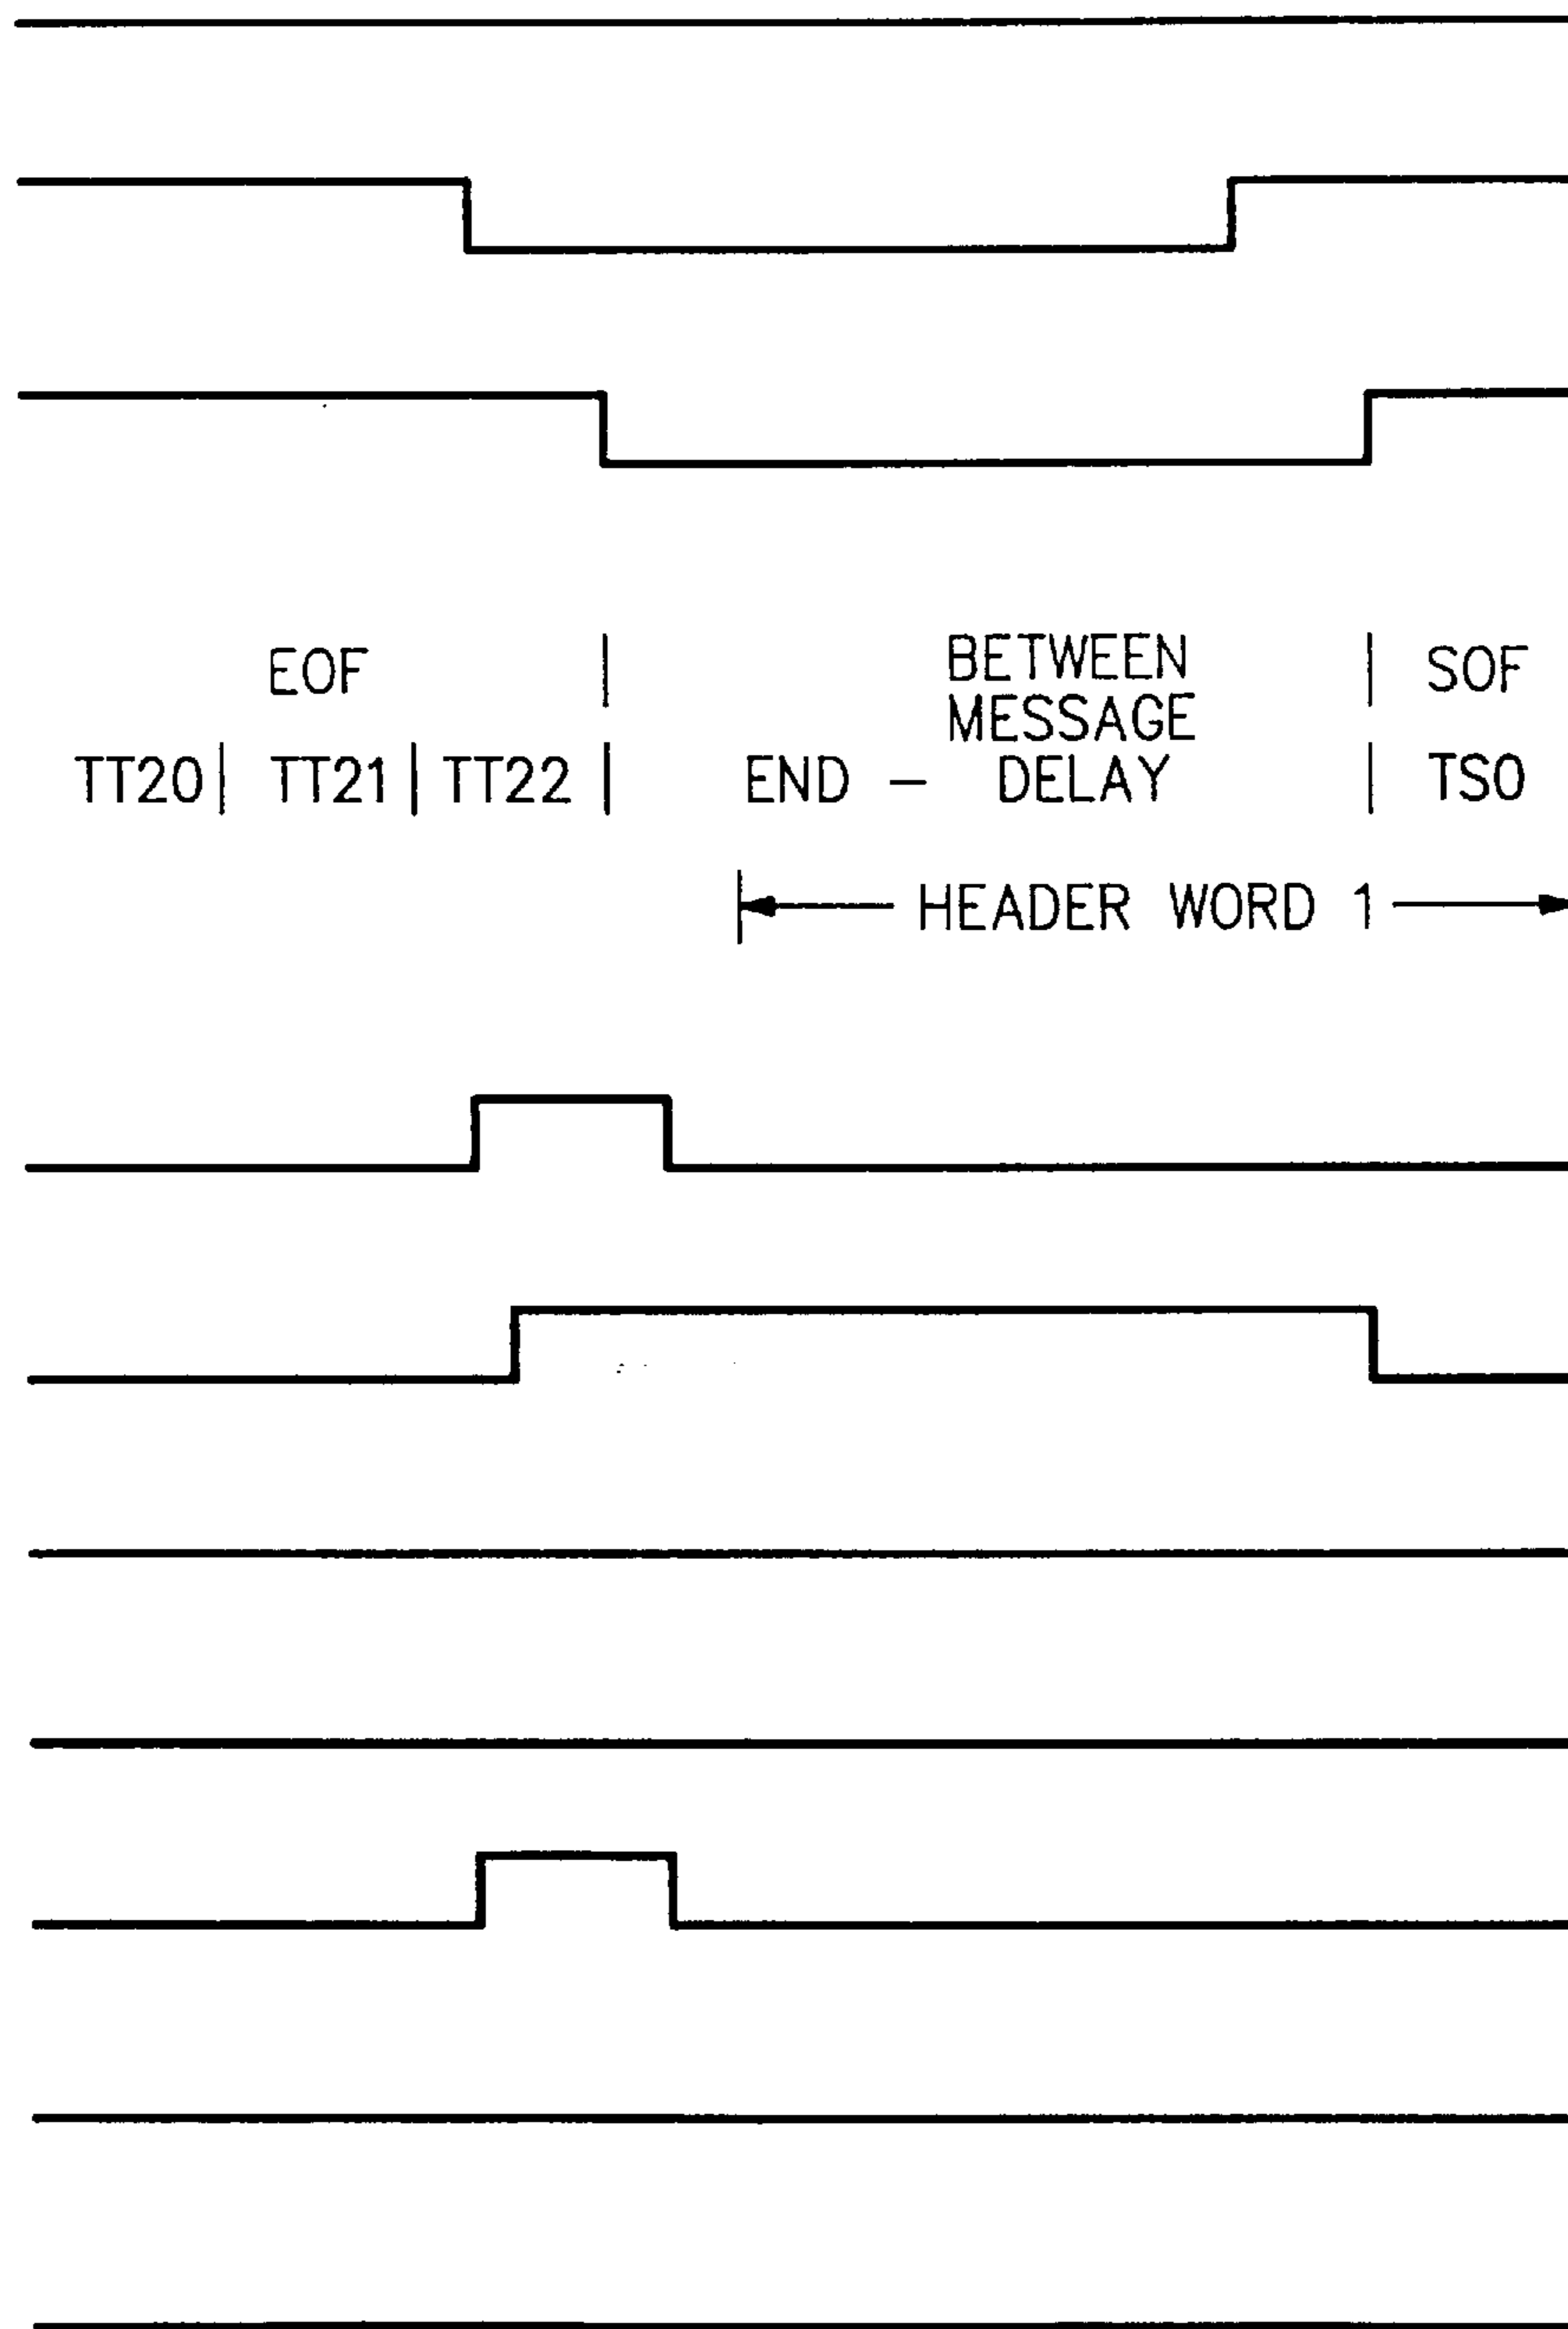 EOF | BETWEEN | SOF
MESSAGE
TT20 | TT21 | TT22 | END – DELAY | TS0
HEADER WORD 1